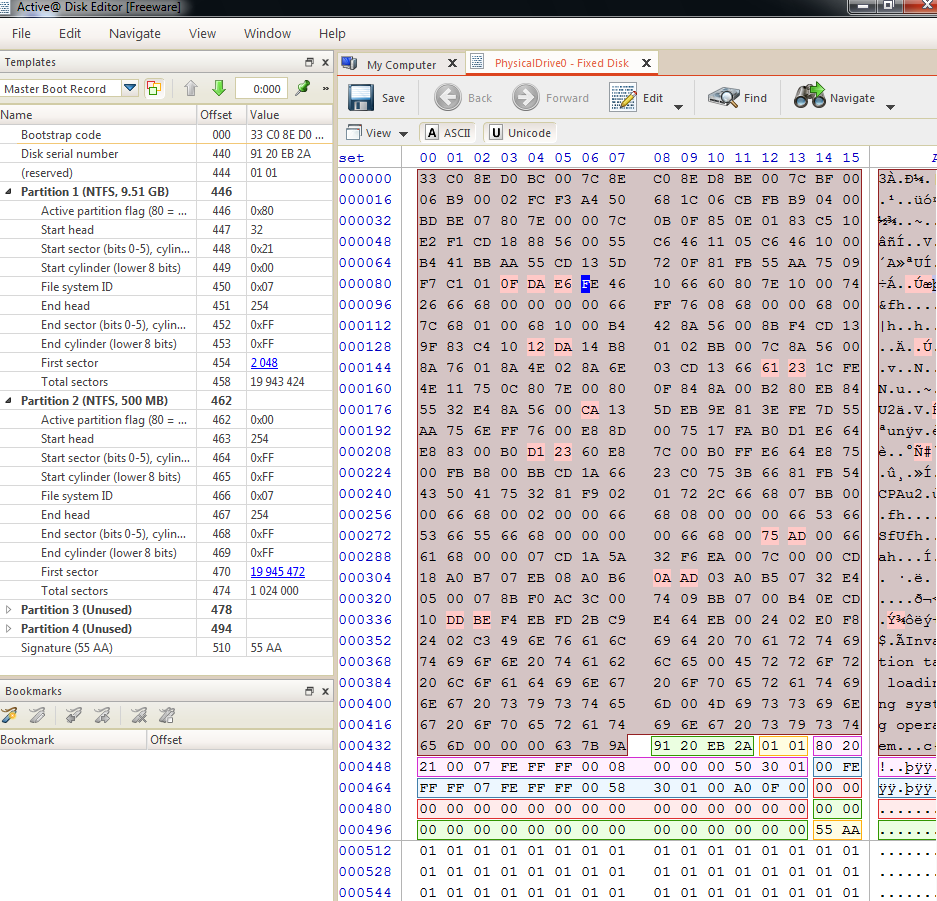 Active@ Disk Editor [Freeware]
File Edit Navigate View Window Help
Templates
Master Boot Record 0:000 »
Name Offset Value
Bootstrap code 000 33 C0 8E D0 ...
Disk serial number 440 91 20 EB 2A
(reserved) 444 01 01
Partition 1 (NTFS, 9.51 GB) 446
Active partition flag (80 = ... 446 0x80
Start head 447 32
Start sector (bits 0-5), cylin... 448 0x21
Start cylinder (lower 8 bits) 449 0x00
File system ID 450 0x07
End head 451 254
End sector (bits 0-5), cylin... 452 0xFF
End cylinder (lower 8 bits) 453 0xFF
First sector 454 2 048
Total sectors 458 19 943 424
Partition 2 (NTFS, 500 MB) 462
Active partition flag (80 = ... 462 0x00
Start head 463 254
Start sector (bits 0-5), cylin... 464 0xFF
Start cylinder (lower 8 bits) 465 0xFF
File system ID 466 0x07
End head 467 254
End sector (bits 0-5), cylin... 468 0xFF
End cylinder (lower 8 bits) 469 0xFF
First sector 470 19 945 472
Total sectors 474 1 024 000
Partition 3 (Unused) 478
Partition 4 (Unused) 494
Signature (55 AA) 510 55 AA
Bookmarks
Bookmark Offset
My Computer PhysicalDrive0 - Fixed Disk
Save Back Forward Edit Find Navigate
View A ASCII U Unicode
set 00 01 02 03 04 05 06 07 08 09 10 11 12 13 14 15 A
000000 33 C0 8E D0 BC 00 7C 8E C0 8E D8 BE 00 7C BF 00
000016 06 B9 00 02 FC F3 A4 50 68 1C 06 CB FB B9 04 00
000032 BD BE 07 80 7E 00 00 7C 0B 0F 85 0E 01 83 C5 10
000048 E2 F1 CD 18 88 56 00 55 C6 46 11 05 C6 46 10 00
000064 B4 41 BB AA 55 CD 13 5D 72 0F 81 FB 55 AA 75 09
000080 F7 C1 01 0F DA E6 FE 46 10 66 60 80 7E 10 00 74
000096 26 66 68 00 00 00 00 66 FF 76 08 68 00 00 68 00
000112 7C 68 01 00 68 10 00 B4 42 8A 56 00 8B F4 CD 13
000128 9F 83 C4 10 12 DA 14 B8 01 02 BB 00 7C 8A 56 00
000144 8A 76 01 8A 4E 02 8A 6E 03 CD 13 66 61 23 1C FE
000160 4E 11 75 0C 80 7E 00 80 0F 84 8A 00 B2 80 EB 84
000176 55 32 E4 8A 56 00 CA 13 5D EB 9E 81 3E FE 7D 55
000192 AA 75 6E FF 76 00 E8 8D 00 75 17 FA B0 D1 E6 64
000208 E8 83 00 B0 D1 23 60 E8 7C 00 B0 FF E6 64 E8 75
000224 00 FB B8 00 BB CD 1A 66 23 C0 75 3B 66 81 FB 54
000240 43 50 41 75 32 81 F9 02 01 72 2C 66 68 07 BB 00
000256 00 66 68 00 02 00 00 66 68 08 00 00 00 66 53 66
000272 53 66 55 66 68 00 00 00 00 66 68 00 75 AD 00 66
000288 61 68 00 00 07 CD 1A 5A 32 F6 EA 00 7C 00 00 CD
000304 18 A0 B7 07 EB 08 A0 B6 0A AD 03 A0 B5 07 32 E4
000320 05 00 07 8B F0 AC 3C 00 74 09 BB 07 00 B4 0E CD
000336 10 DD BE F4 EB FD 2B C9 E4 64 EB 00 24 02 E0 F8
000352 24 02 C3 49 6E 76 61 6C 69 64 20 70 61 72 74 69 $.ÃInva
000368 74 69 6F 6E 20 74 61 62 6C 65 00 45 72 72 6F 72 tion ta
000384 20 6C 6F 61 64 69 6E 67 20 6F 70 65 72 61 74 69 loadin
000400 6E 67 20 73 79 73 74 65 6D 00 4D 69 73 73 69 6E ng syst
000416 67 20 6F 70 65 72 61 74 69 6E 67 20 73 79 73 74 g opera
000432 65 6D 00 00 00 63 7B 9A 91 20 EB 2A 01 01 80 20
000448 21 00 07 FE FF FF 00 08 00 00 00 50 30 01 00 FE
000464 FF FF 07 FE FF FF 00 58 30 01 00 A0 0F 00 00 00
000480 00 00 00 00 00 00 00 00 00 00 00 00 00 00 00 00
000496 00 00 00 00 00 00 00 00 00 00 00 00 00 00 55 AA
000512 01 01 01 01 01 01 01 01 01 01 01 01 01 01 01 01
000528 01 01 01 01 01 01 01 01 01 01 01 01 01 01 01 01
000544 01 01 01 01 01 01 01 01 01 01 01 01 01 01 01 01